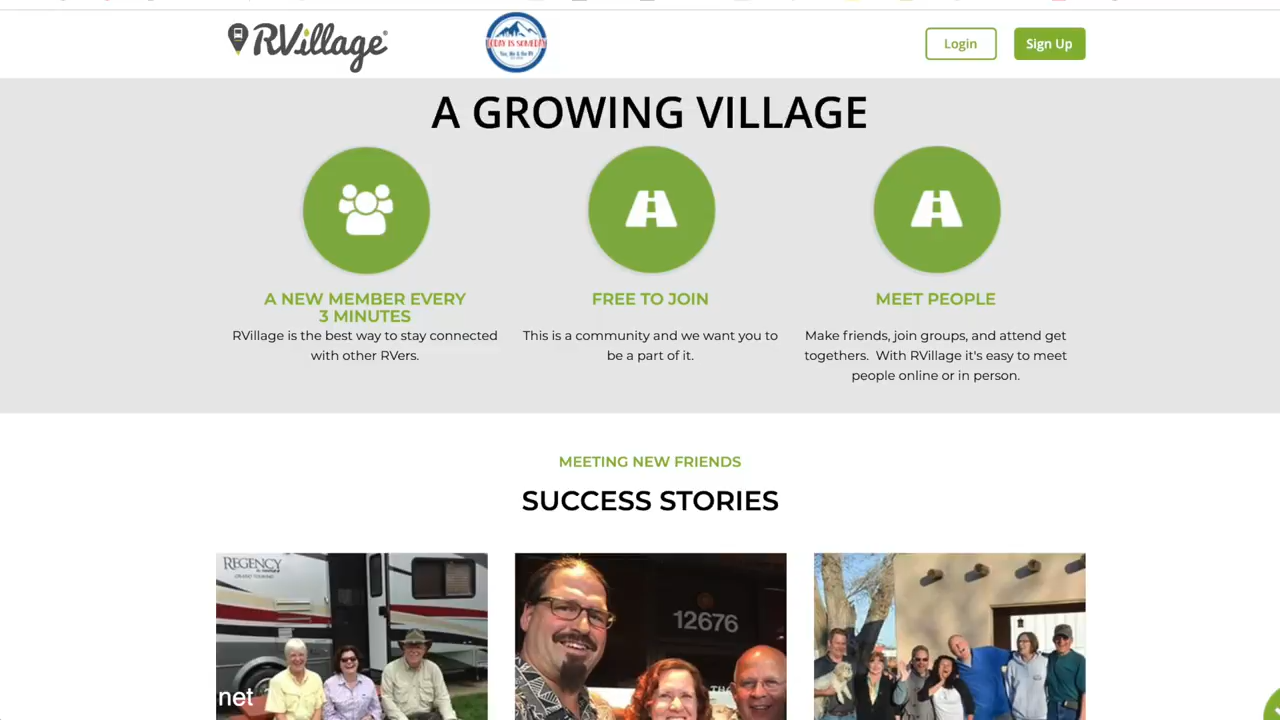 RVillage®
TODAY IS SOMEDAY
Login
Sign Up
A GROWING VILLAGE
A NEW MEMBER EVERY
3 MINUTES
RVillage is the best way to stay connected
with other RVers.
FREE TO JOIN
This is a community and we want you to
be a part of it.
MEET PEOPLE
Make friends, join groups, and attend get
togethers.  With RVillage it's easy to meet
people online or in person.
MEETING NEW FRIENDS
SUCCESS STORIES
REGENCY
12676
net